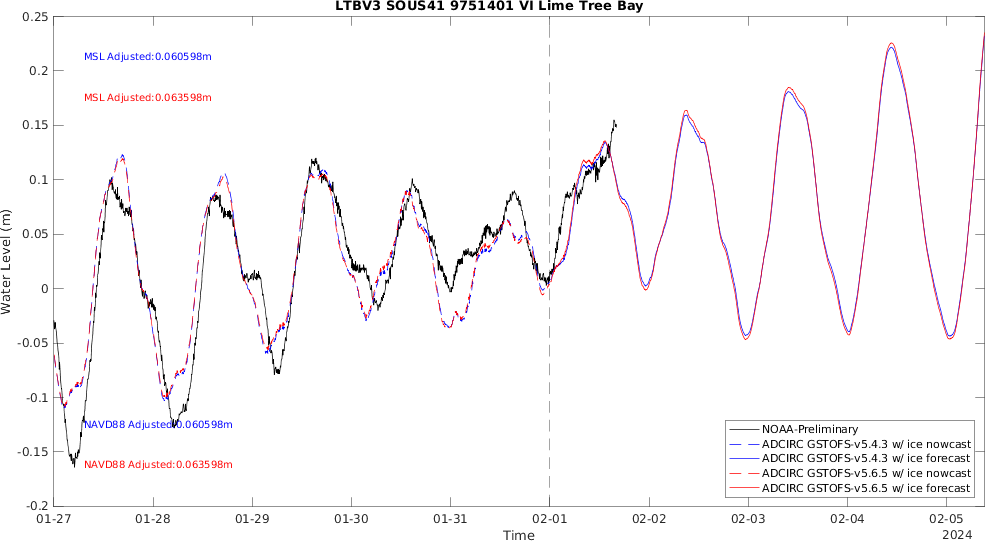 LTBV3 SOUS41 9751401 VI Lime Tree Bay
0.25
0.2
0.15
0.1
0.05
0
-0.05
-0.1
-0.15
-0.2
Water Level (m)
MSL Adjusted:0.060598m
MSL Adjusted:0.063598m
NAVD88 Adjusted:0.060598m
NAVD88 Adjusted:0.063598m
NOAA-Preliminary
ADCIRC GSTOFS-v5.4.3 w/ ice nowcast
ADCIRC GSTOFS-v5.4.3 w/ ice forecast
ADCIRC GSTOFS-v5.6.5 w/ ice nowcast
ADCIRC GSTOFS-v5.6.5 w/ ice forecast
01-27 01-28 01-29 01-30 01-31 02-01 02-02 02-03 02-04 02-05
2024
Time